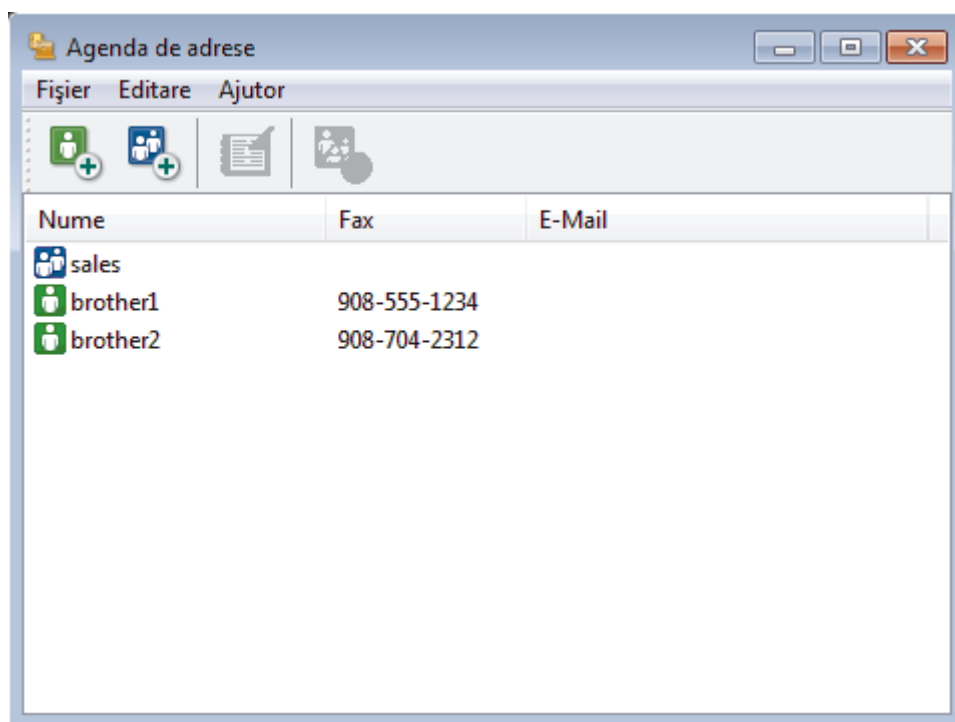 Agenda de adrese
Fişier Editare Ajutor
Nume Fax E-Mail
sales
brother1 908-555-1234
brother2 908-704-2312